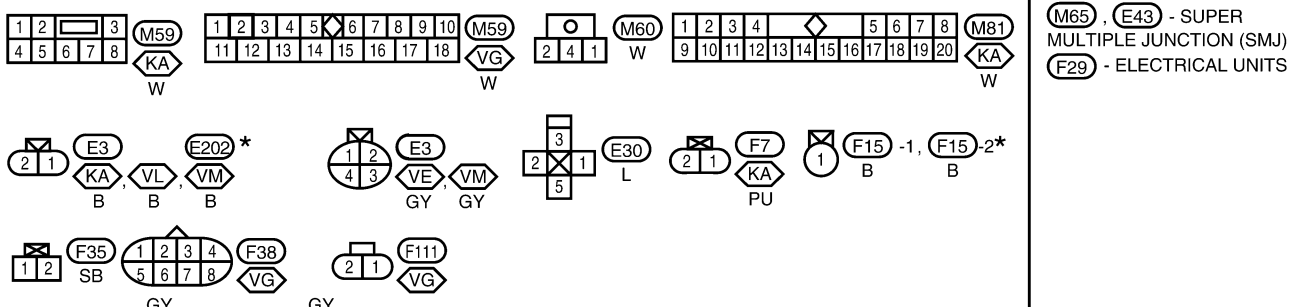 1 2 3 M59
4 5 6 7 8 KA
W
1 2 3 4 5 6 7 8 9 10 M59
11 12 13 14 15 16 17 18 VG
W
M60
2 4 1 W
1 2 3 4 5 6 7 8 M81
9 10 11 12 13 14 15 16 17 18 19 20 KA
W
M65 , E43 - SUPER
MULTIPLE JUNCTION (SMJ)
F29 - ELECTRICAL UNITS
2 1 E3 E202 *
KA , VL , VM
B B B
1 2 E3
4 3 VE , VM
GY GY
3
2 1 E30
5 L
2 1 F7
KA
PU
1 F15 -1, F15 -2*
B B
1 2 F35
SB
1 2 3 4 F38
5 6 7 8 VG
GY
2 1 F111
VG
GY